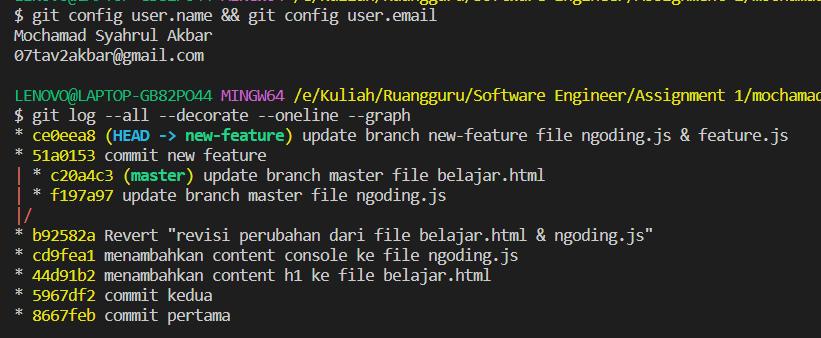 $ git config user.name && git config user.email
Mochamad Syahrul Akbar
07tav2akbar@gmail.com
LENOVO@LAPTOP-GB82PO44 MINGW64 /e/Kuliah/Ruangguru/Software Engineer/Assignment 1/mochamad
$ git log --all --decorate --oneline --graph
* ce0eea8 (HEAD -> new-feature) update branch new-feature file ngoding.js & feature.js
* 51a0153 commit new feature
| * c20a4c3 (master) update branch master file belajar.html
| * f197a97 update branch master file ngoding.js
|/
* b92582a Revert "revisi perubahan dari file belajar.html & ngoding.js"
* cd9fea1 menambahkan content console ke file ngoding.js
* 44d91b2 menambahkan content h1 ke file belajar.html
* 5967df2 commit kedua
* 8667feb commit pertama